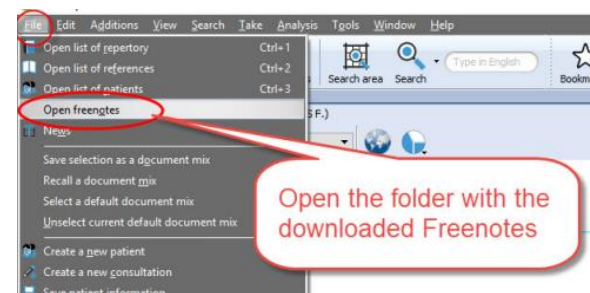 File Edit Additions View Search Take Analysis Tools Window Help
Open list of repertory Ctrl+1
Open list of references Ctrl+2
Open list of patients Ctrl+3
Open freenotes
News
Save selection as a document mix
Recall a document mix
Select a default document mix
Unselect current default document mix
Create a new patient
Create a new consultation
Save patient information
Search area Search Type in English Bookm
S F.)
Open the folder with the
downloaded Freenotes